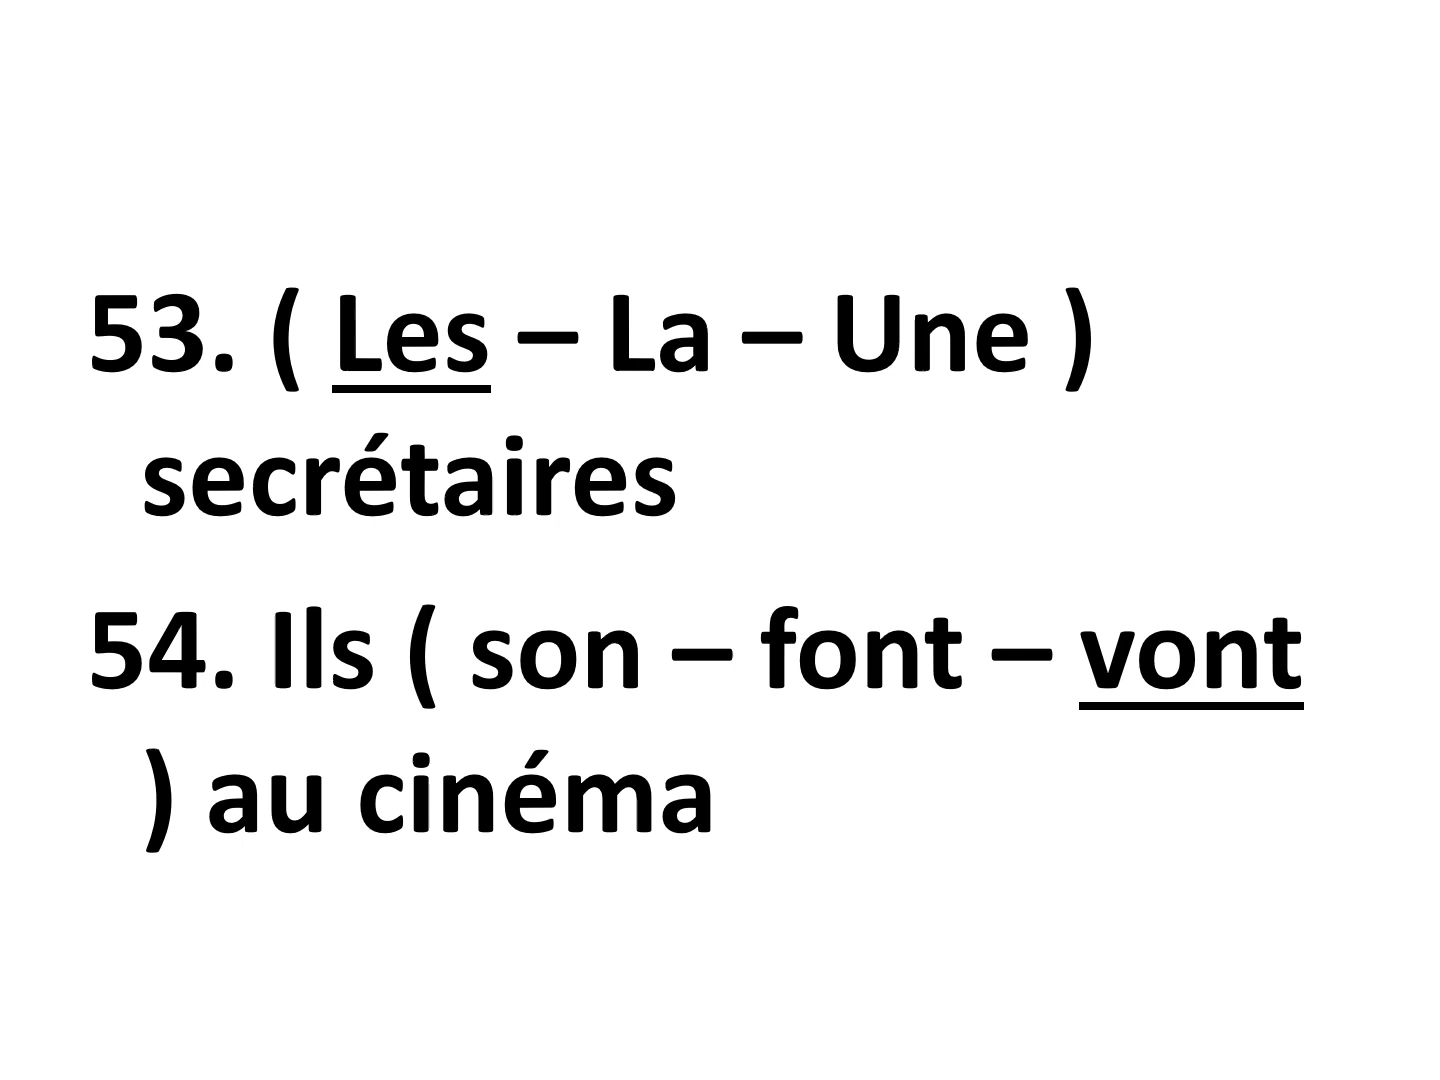 53. ( Les – La – Une )
secrétaires
54. Ils ( son – font – vont
) au cinéma